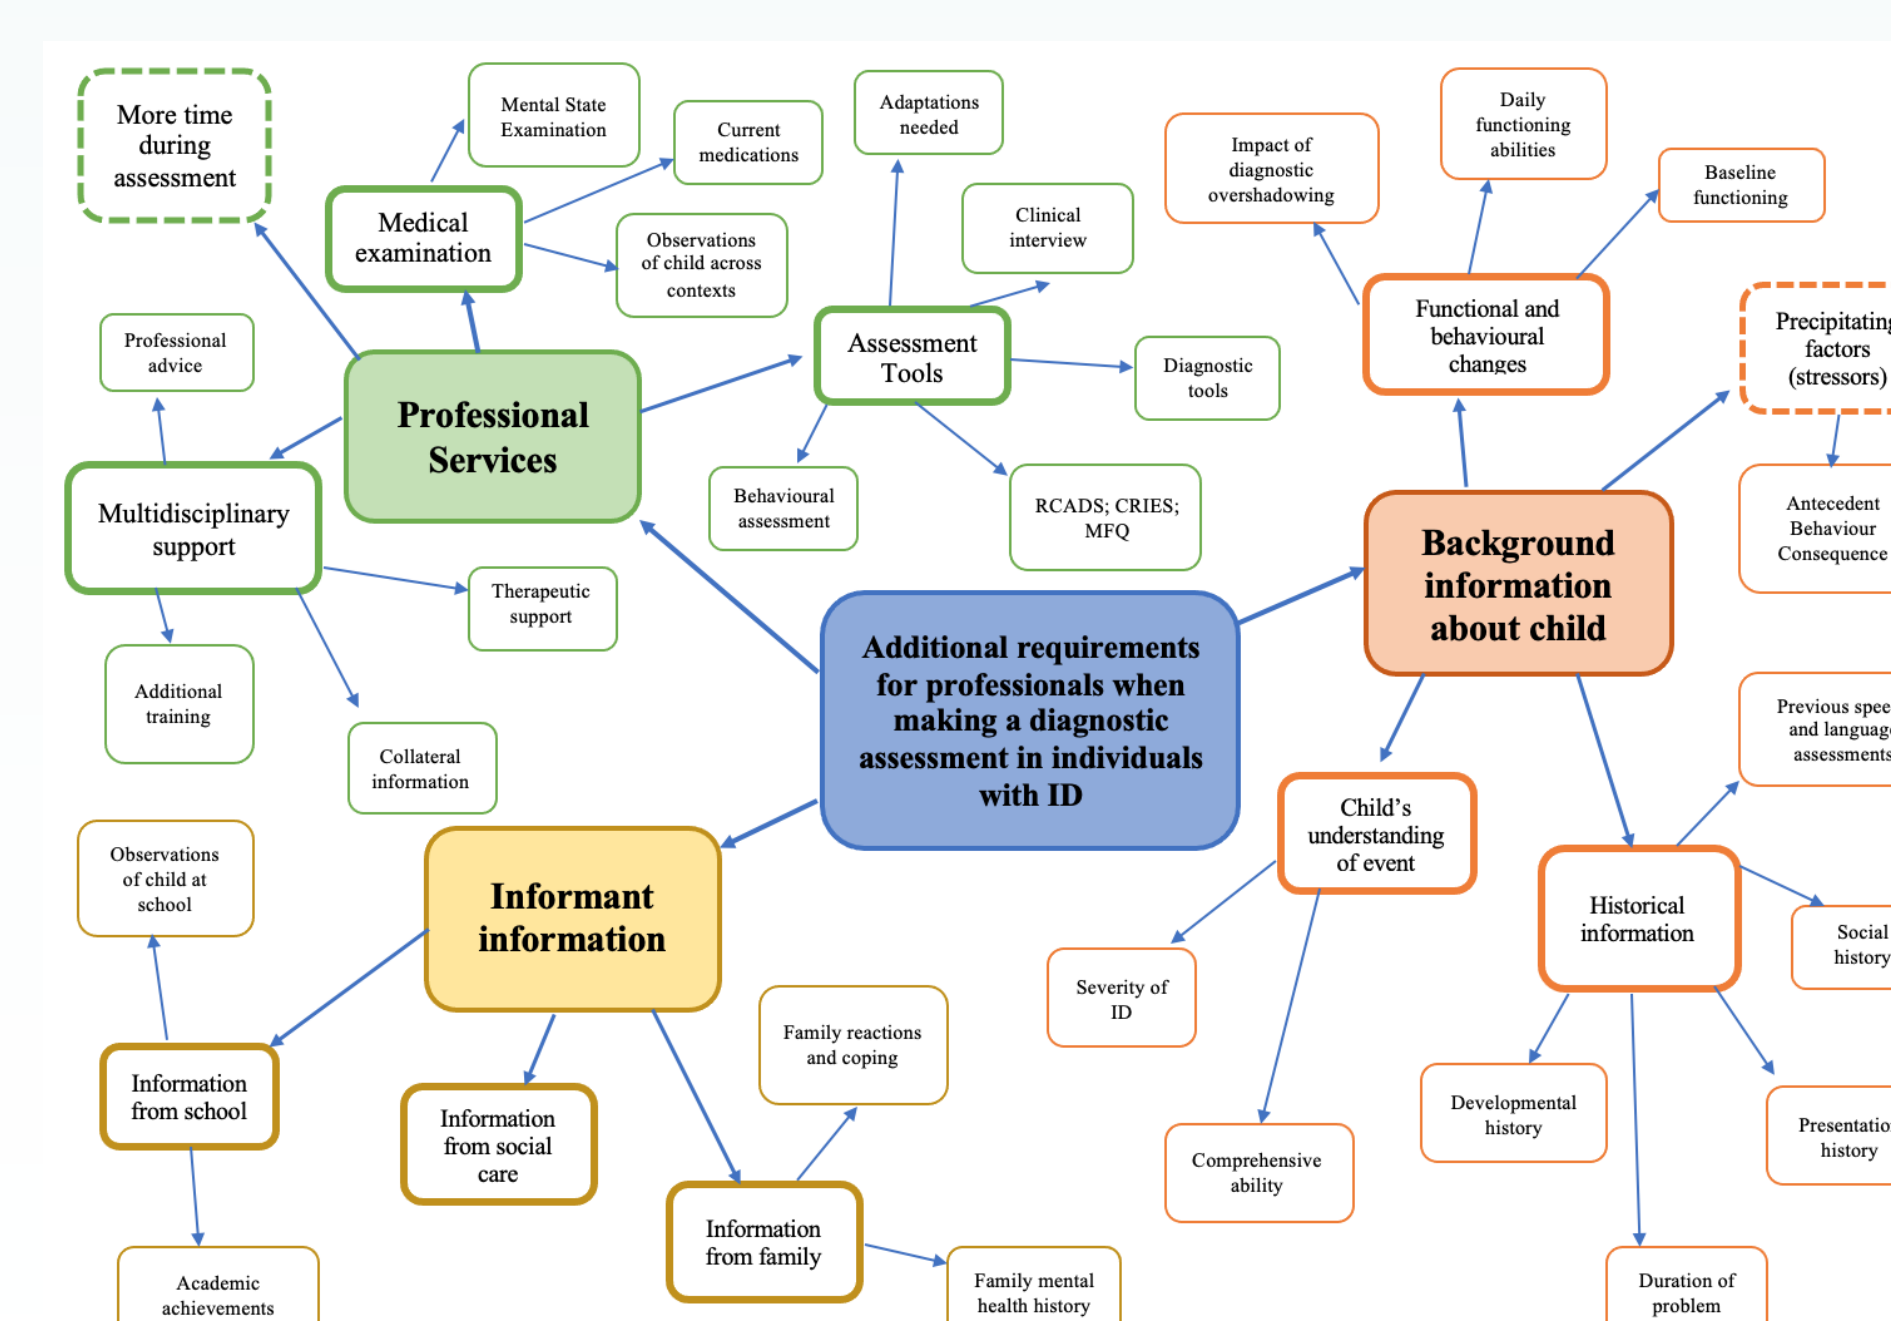 More time
during
assessment
Mental State
Examination
Current
medications
Adaptations
needed
Impact of
diagnostic
overshadowing
Daily
functioning
abilities
Baseline
functioning
Medical
examination
Observations
of child across
contexts
Clinical
interview
Functional and
behavioural
changes
Precipitating
factors
(stressors)
Professional
advice
Professional
Services
Assessment
Tools
Diagnostic
tools
Multidisciplinary
support
Behavioural
assessment
RCADS; CRIES;
MFQ
Background
information
about child
Antecedent
Behaviour
Consequence
Therapeutic
support
Additional
training
Collateral
information
Additional requirements
for professionals when
making a diagnostic
assessment in individuals
with ID
Previous
and language
assessments
Child's
understanding
of event
Observations
of child at
school
Informant
information
Historical
information
Social
history
Severity of
ID
Family reactions
and coping
Information
from school
Information
from social
care
Developmental
history
Presentation
history
Comprehensive
ability
Information
from family
Academic
achievements
Family mental
health history
Duration of
problem